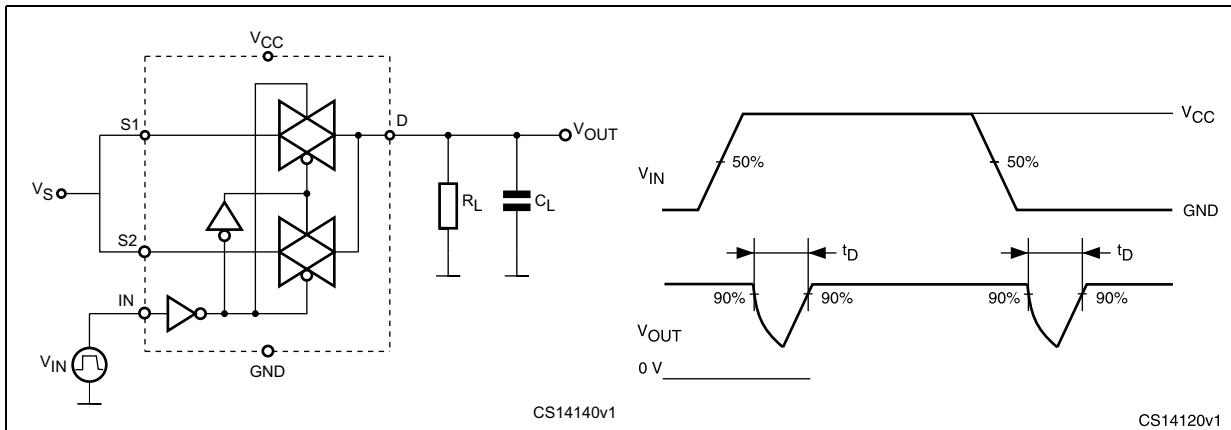 VCC
S1
D
VOUT
VS
RL
CL
S2
IN
VIN
GND
CS14140v1
VCC
50%
50%
VIN
GND
tD
tD
90%
90%
90%
90%
VOUT
0 V
CS14120v1